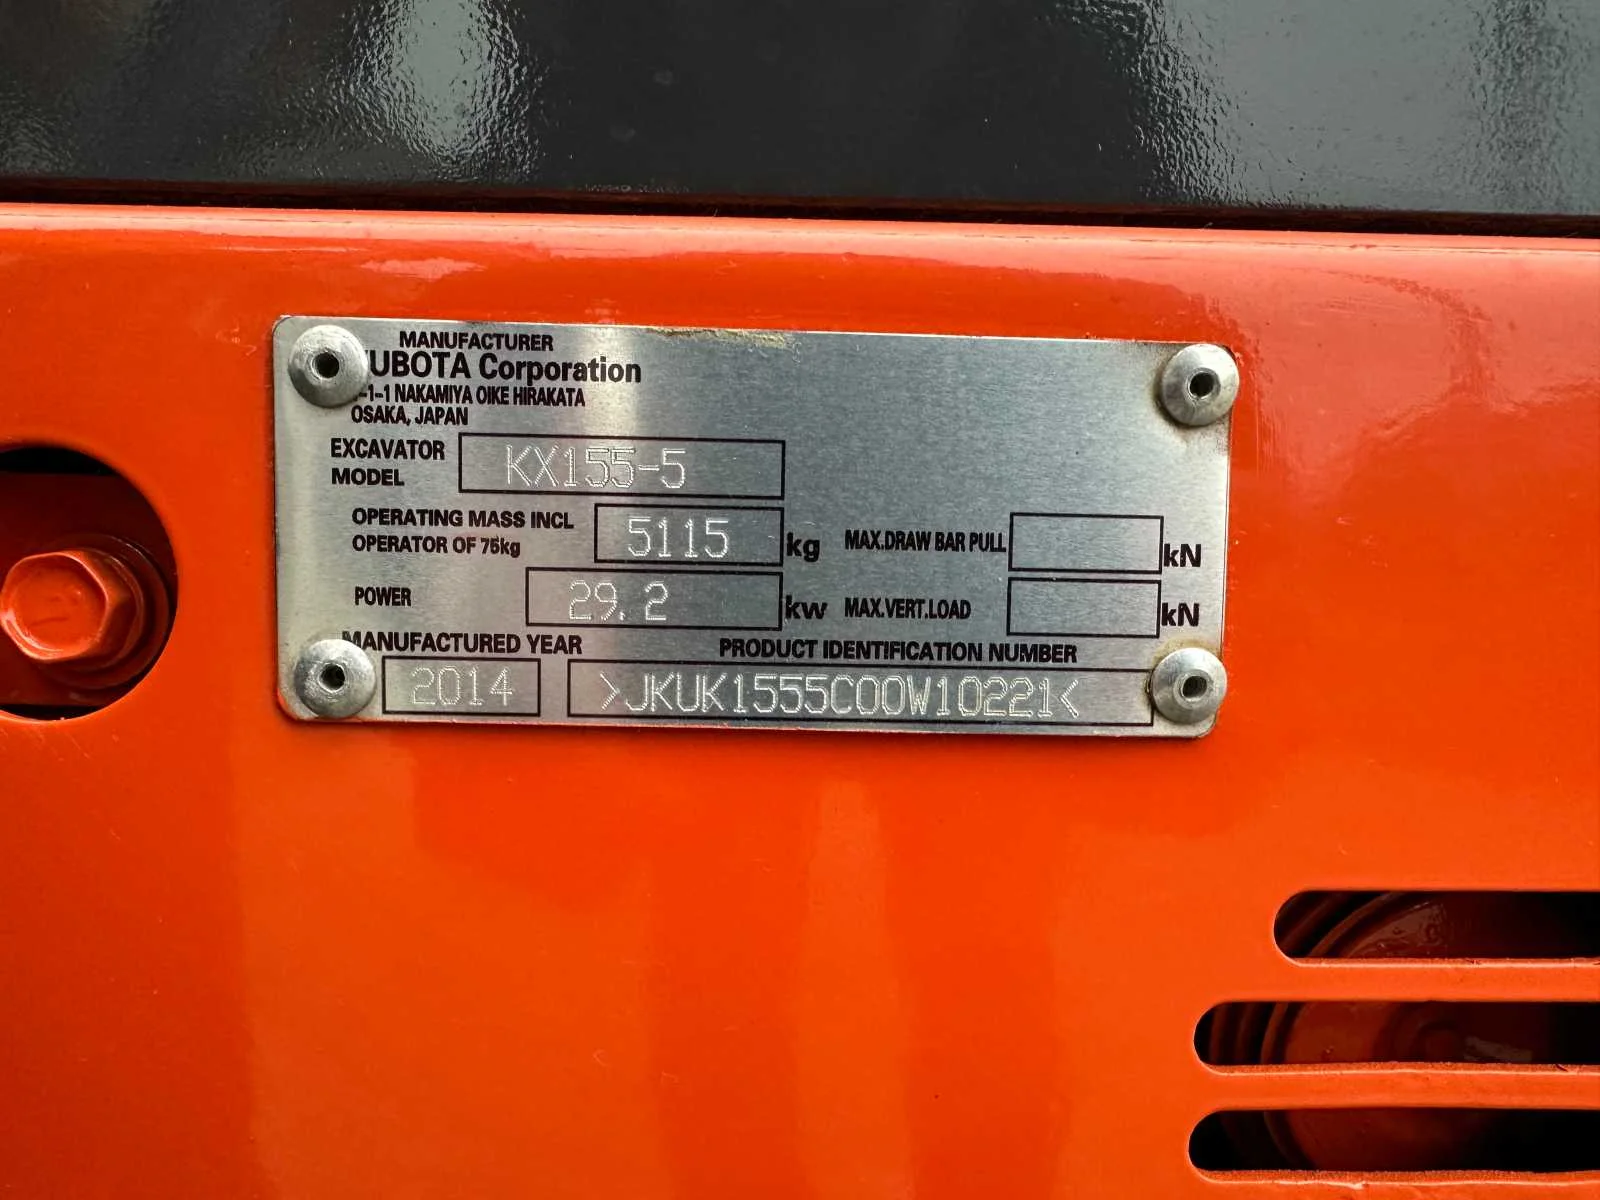 MANUFACTURER
UBOTA Corporation
-1-1 NAKAMIYA OIKE HIRAKATA
OSAKA, JAPAN
EXCAVATOR MODEL KX155-5
OPERATING MASS INCL OPERATOR OF 75kg 5115 kg MAX.DRAW BAR PULL kN
POWER 29.2 kw MAX.VERT.LOAD kN
MANUFACTURED YEAR PRODUCT IDENTIFICATION NUMBER
2014 >JKUK1555C00W10221<